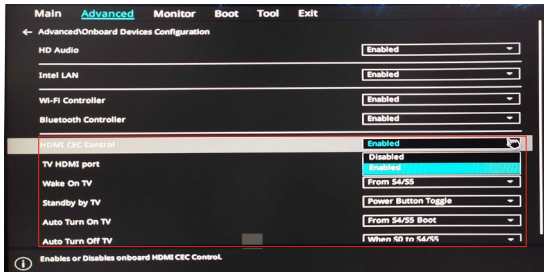 Main Advanced Monitor Boot Tool Exit
← Advanced\Onboard Devices Configuration
HD Audio Enabled
Intel LAN Enabled
Wi-Fi Controller Enabled
Bluetooth Controller Enabled
HDMI CEC Control Enabled
Disabled
TV HDMI port Enabled
Wake On TV From S4/S5
Standby by TV Power Button Toggle
Auto Turn On TV From S4/S5 Boot
Auto Turn Off TV When S0 to S4/S5
Enables or Disables onboard HDMI CEC Control.